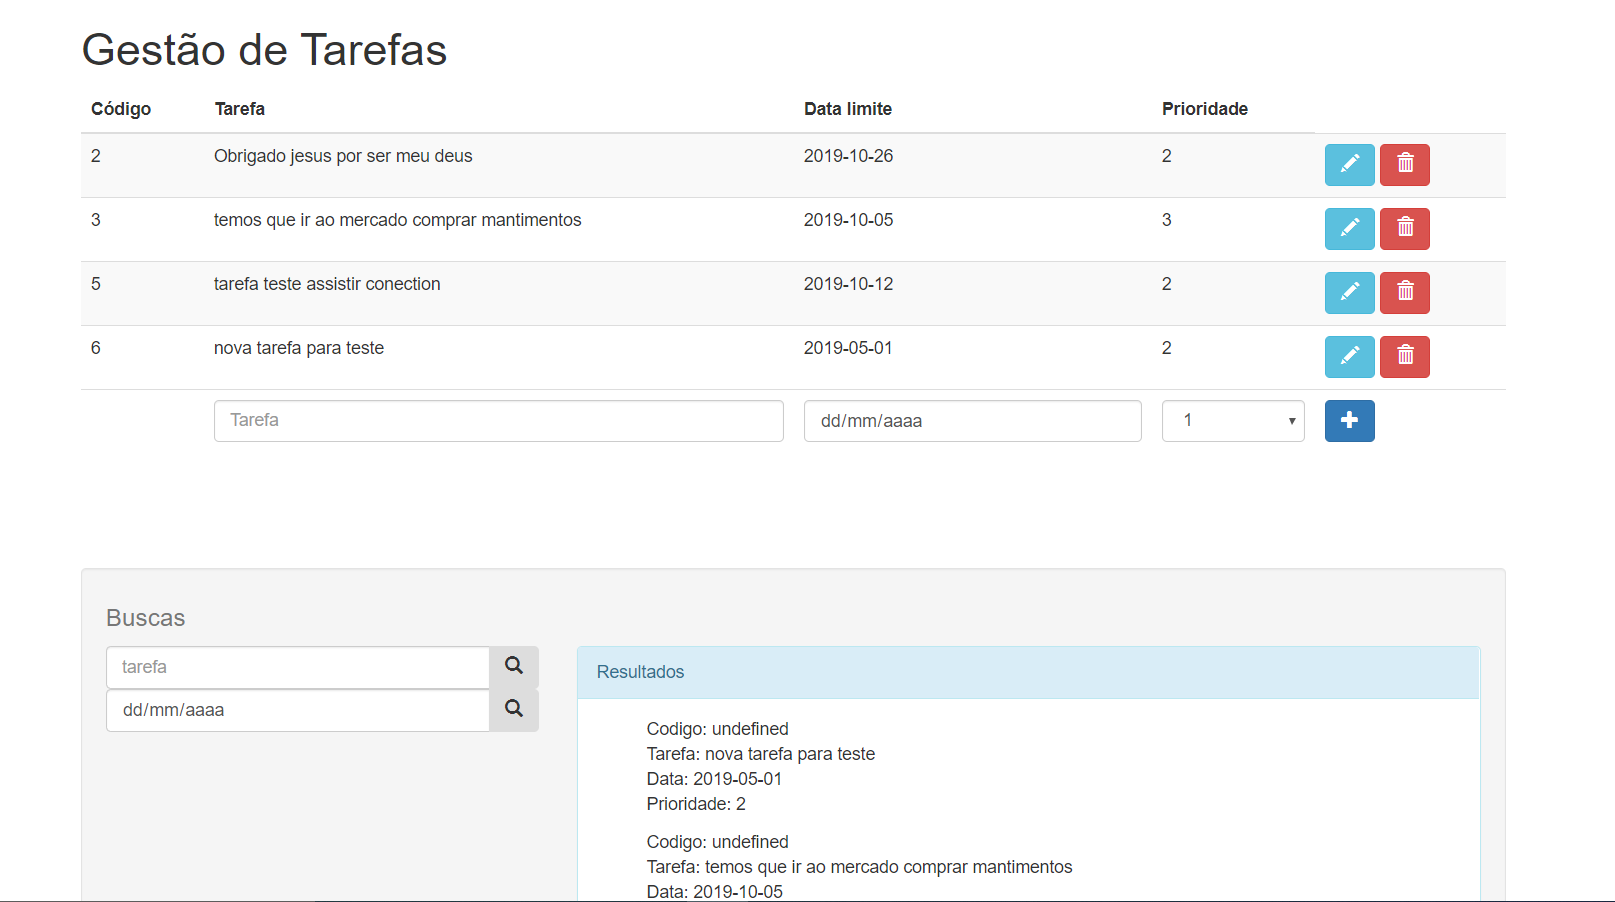 Gestão de Tarefas
Código Tarefa Data limite Prioridade
2 Obrigado jesus por ser meu deus 2019-10-26 2
3 temos que ir ao mercado comprar mantimentos 2019-10-05 3
5 tarefa teste assistir conection 2019-10-12 2
6 nova tarefa para teste 2019-05-01 2
Tarefa dd/mm/aaaa 1
Buscas
tarefa
dd/mm/aaaa
Resultados
Codigo: undefined
Tarefa: nova tarefa para teste
Data: 2019-05-01
Prioridade: 2
Codigo: undefined
Tarefa: temos que ir ao mercado comprar mantimentos
Data: 2019-10-05